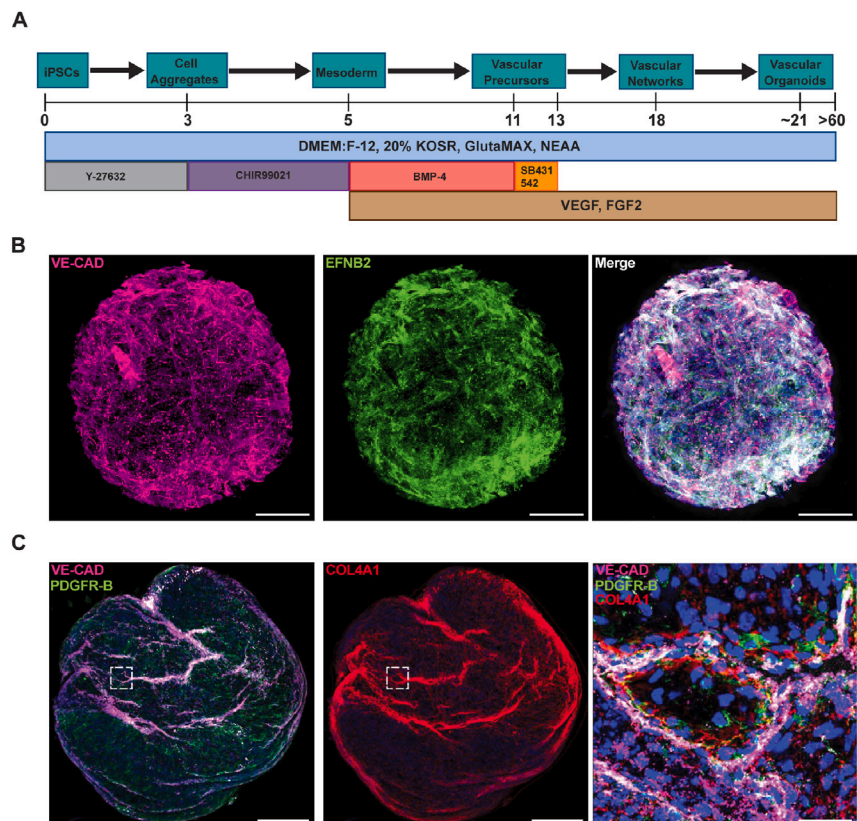 A
iPSCs
Cell
Aggregates
Mesoderm
Vascular
Precursors
Vascular
Networks
Vascular
Organoids
0 3 5 11 13 18 ~21 >60
DMEM:F-12, 20% KOSR, GlutaMAX, NEAA
Y-27632
CHIR99021
BMP-4
SB431
542
VEGF, FGF2
B
VE-CAD
EFNB2
Merge
C
VE-CAD
PDGFR-B
COL4A1
VE-CAD
PDGFR-B
COL4A1